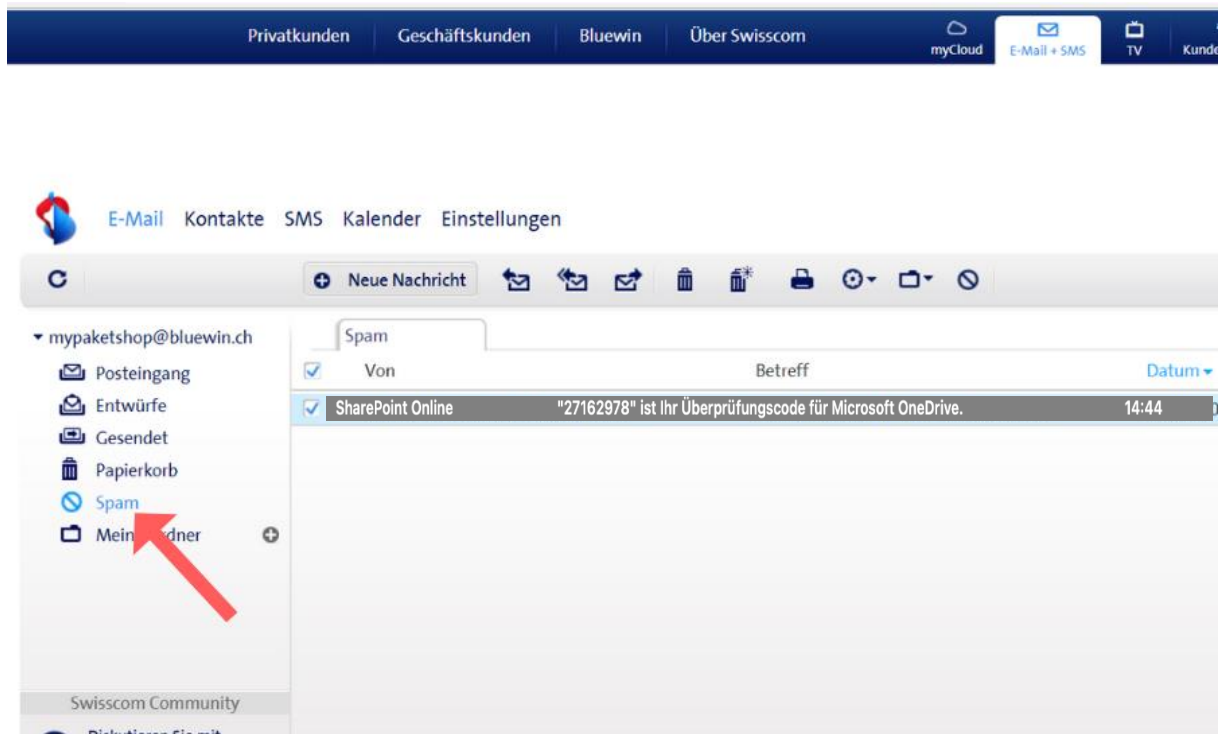 Privatkunden Geschäftskunden Bluewin Über Swisscom myCloud E-Mail + SMS TV
E-Mail Kontakte SMS Kalender Einstellungen
Neue Nachricht
mypaketshop@bluewin.ch
Posteingang
Entwürfe
Gesendet
Papierkorb
Spam
Swisscom Community
Spam
Von Betreff Datum
SharePoint Online "27162978" ist Ihr Überprüfungscode für Microsoft OneDrive. 14:44